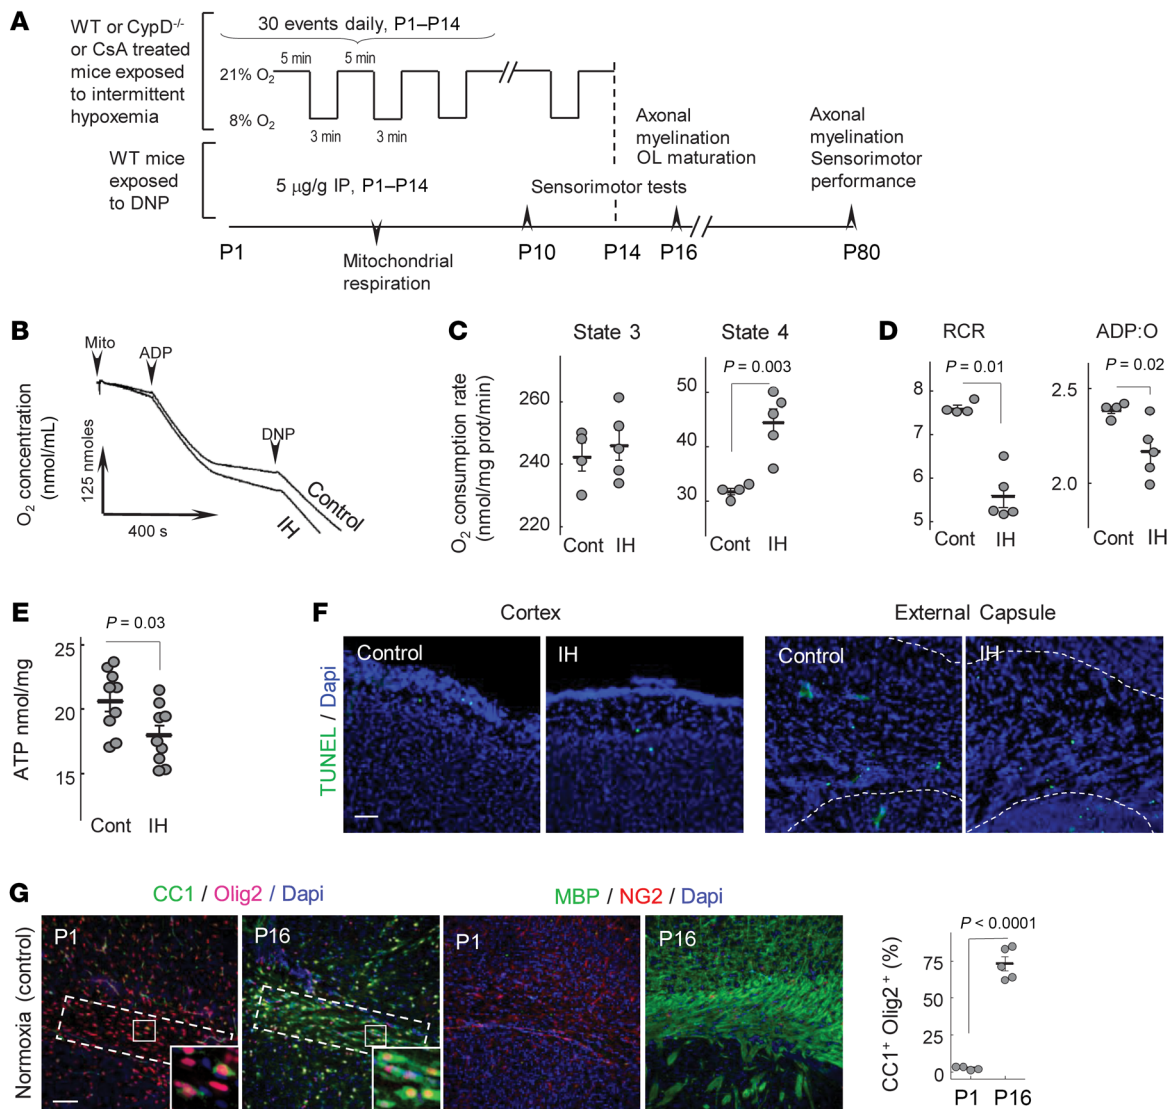 A
WT or CypD-/-
or CsA treated
mice exposed
to intermittent
hypoxemia
30 events daily, P1–P14
5 min
5 min
21% O2
8% O2
3 min
3 min
WT mice
exposed
to DNP
5 µg/g IP, P1–P14
Sensorimotor tests
Axonal
myelination
OL maturation
Axonal
myelination
Sensorimotor
performance
P1
P10
P14
P16
P80
Mitochondrial
respiration
B
Mito
ADP
DNP
O2 concentration
(nmol/mL)
125 nmoles
400 s
Control
IH
C
State 3
State 4
O2 consumption rate
(nmol/mg prot/min)
260
240
220
Cont
IH
P = 0.003
50
40
30
Cont
IH
D
RCR
ADP:O
P = 0.01
8
7
6
5
Cont
IH
P = 0.02
2.5
2.0
Cont
IH
E
P = 0.03
ATP nmol/mg
25
20
15
Cont
IH
F
Cortex
External Capsule
TUNEL / Dapi
Control
IH
Control
IH
G
CC1 / Olig2 / Dapi
MBP / NG2 / Dapi
Normoxia (control)
P1
P16
P1
P16
P < 0.0001
CC1+ Olig2+ (%)
75
50
25
0
P1
P16